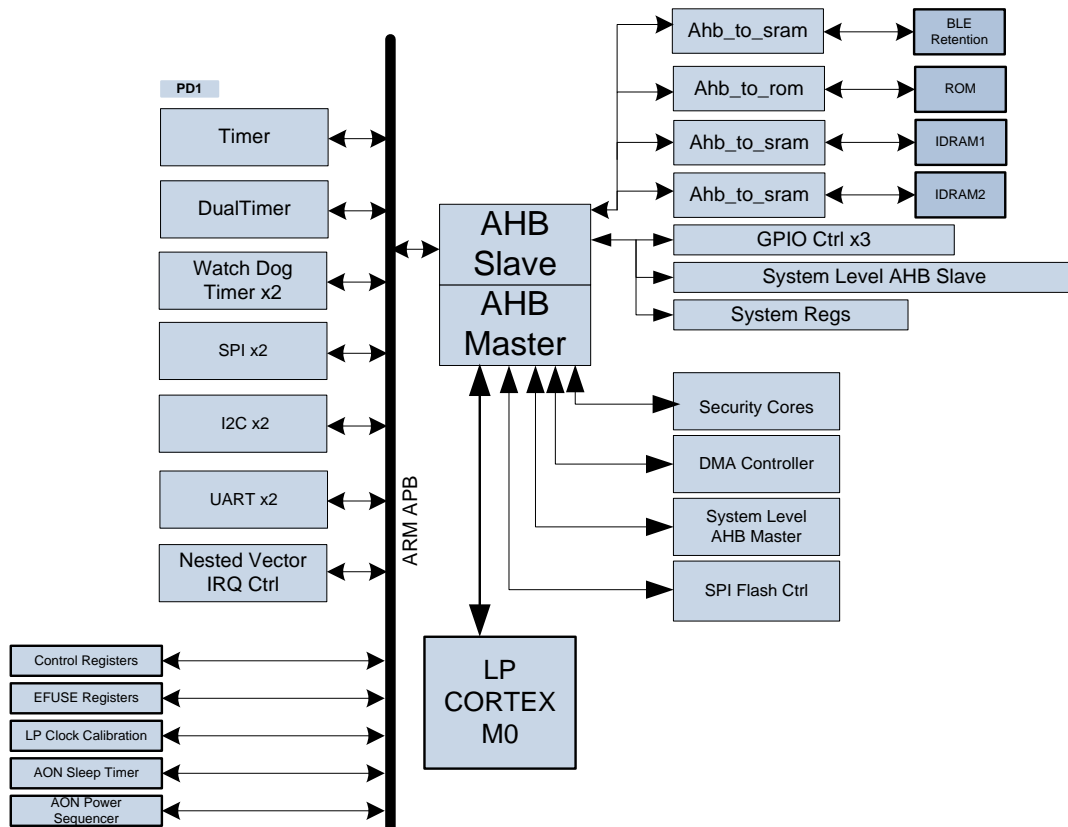 PD1
Timer
DualTimer
Watch Dog
Timer x2
SPI x2
I2C x2
UART x2
Nested Vector
IRQ Ctrl
Control Registers
EFUSE Registers
LP Clock Calibration
AON Sleep Timer
AON Power
Sequencer
ARM APB
AHB
Slave
AHB
Master
LP
CORTEX
M0
Ahb_to_sram
BLE
Retention
Ahb_to_rom
ROM
Ahb_to_sram
IDRAM1
Ahb_to_sram
IDRAM2
GPIO Ctrl x3
System Level AHB Slave
System Regs
Security Cores
DMA Controller
System Level
AHB Master
SPI Flash Ctrl